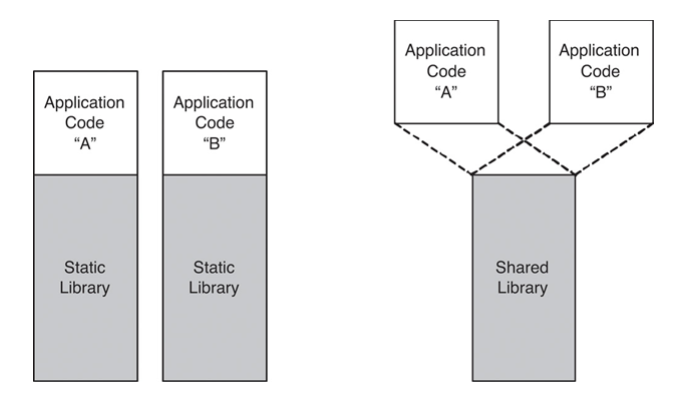 Application
Code
“A”
Application
Code
“B”
Static
Library
Static
Library
Application
Code
“A”
Application
Code
“B”
Shared
Library